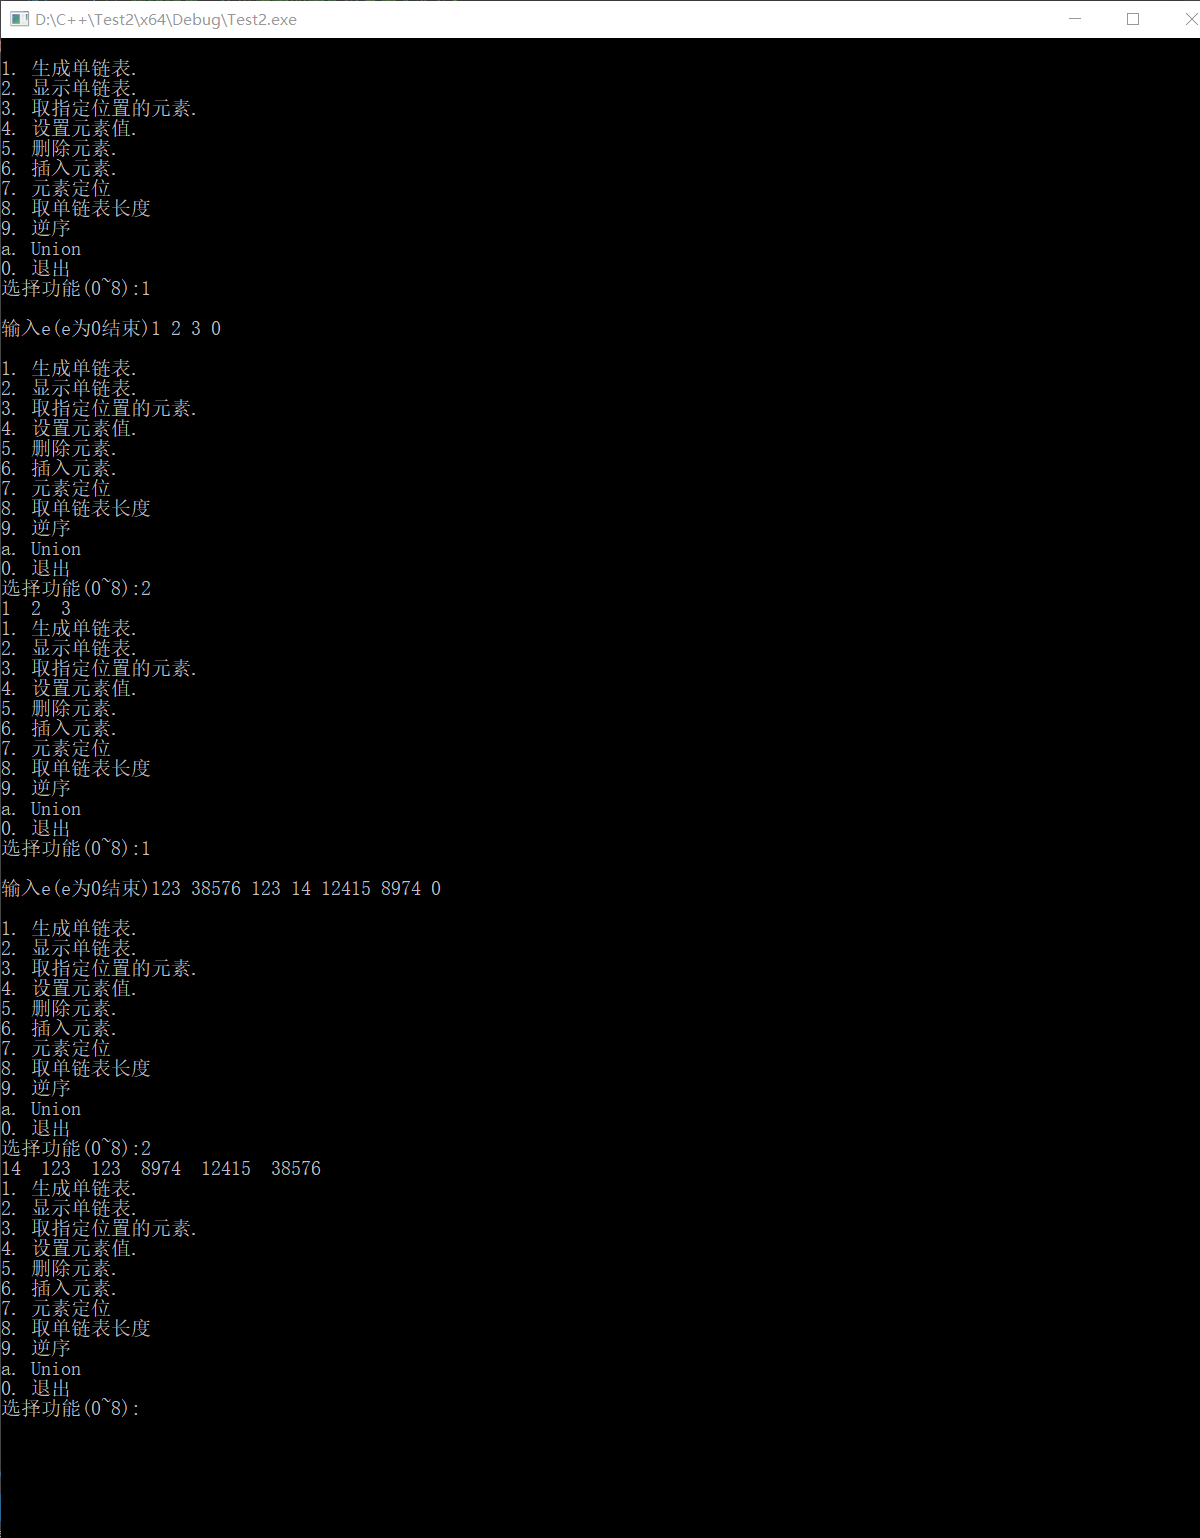 D:\C++\Test2\x64\Debug\Test2.exe
1. 生成单链表.
2. 显示单链表.
3. 取指定位置的元素.
4. 设置元素值.
5. 删除元素.
6. 插入元素.
7. 元素定位
8. 取单链表长度
9. 逆序
a. Union
0. 退出
选择功能(0~8):1
输入e(e为0结束)1 2 3 0
1. 生成单链表.
2. 显示单链表.
3. 取指定位置的元素.
4. 设置元素值.
5. 删除元素.
6. 插入元素.
7. 元素定位
8. 取单链表长度
9. 逆序
a. Union
0. 退出
选择功能(0~8):2
1  2  3
1. 生成单链表.
2. 显示单链表.
3. 取指定位置的元素.
4. 设置元素值.
5. 删除元素.
6. 插入元素.
7. 元素定位
8. 取单链表长度
9. 逆序
a. Union
0. 退出
选择功能(0~8):1
输入e(e为0结束)123 38576 123 14 12415 8974 0
1. 生成单链表.
2. 显示单链表.
3. 取指定位置的元素.
4. 设置元素值.
5. 删除元素.
6. 插入元素.
7. 元素定位
8. 取单链表长度
9. 逆序
a. Union
0. 退出
选择功能(0~8):2
14  123  123  8974  12415  38576
1. 生成单链表.
2. 显示单链表.
3. 取指定位置的元素.
4. 设置元素值.
5. 删除元素.
6. 插入元素.
7. 元素定位
8. 取单链表长度
9. 逆序
a. Union
0. 退出
选择功能(0~8):